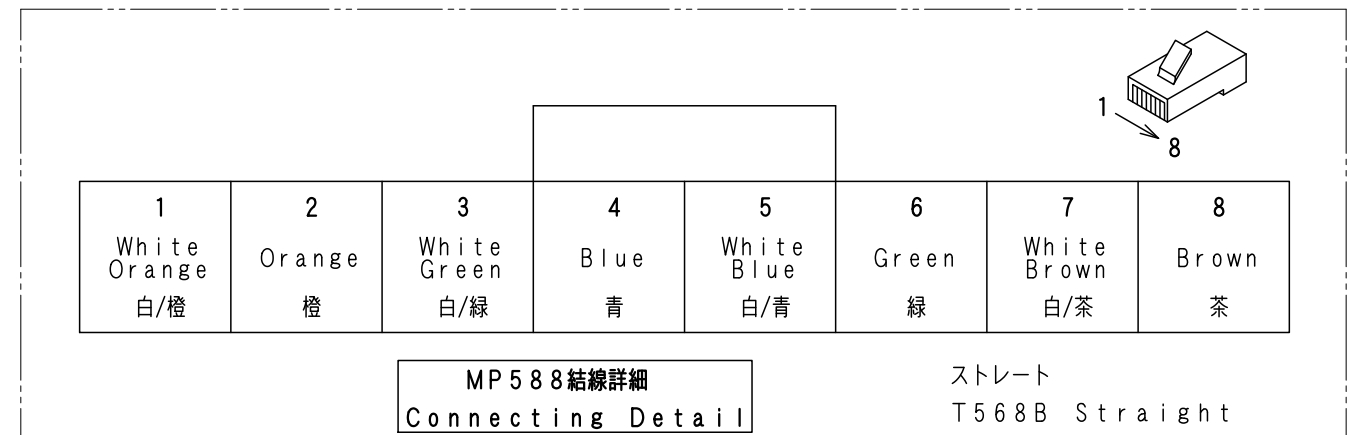 1
8
1 2 3 4 5 6 7 8
White Orange Orange White Green Blue White Blue Green White Brown Brown
白/橙 橙 白/緑 青 白/青 緑 白/茶 茶
MP588結線詳細
Connecting Detail
ストレート
T568B Straight